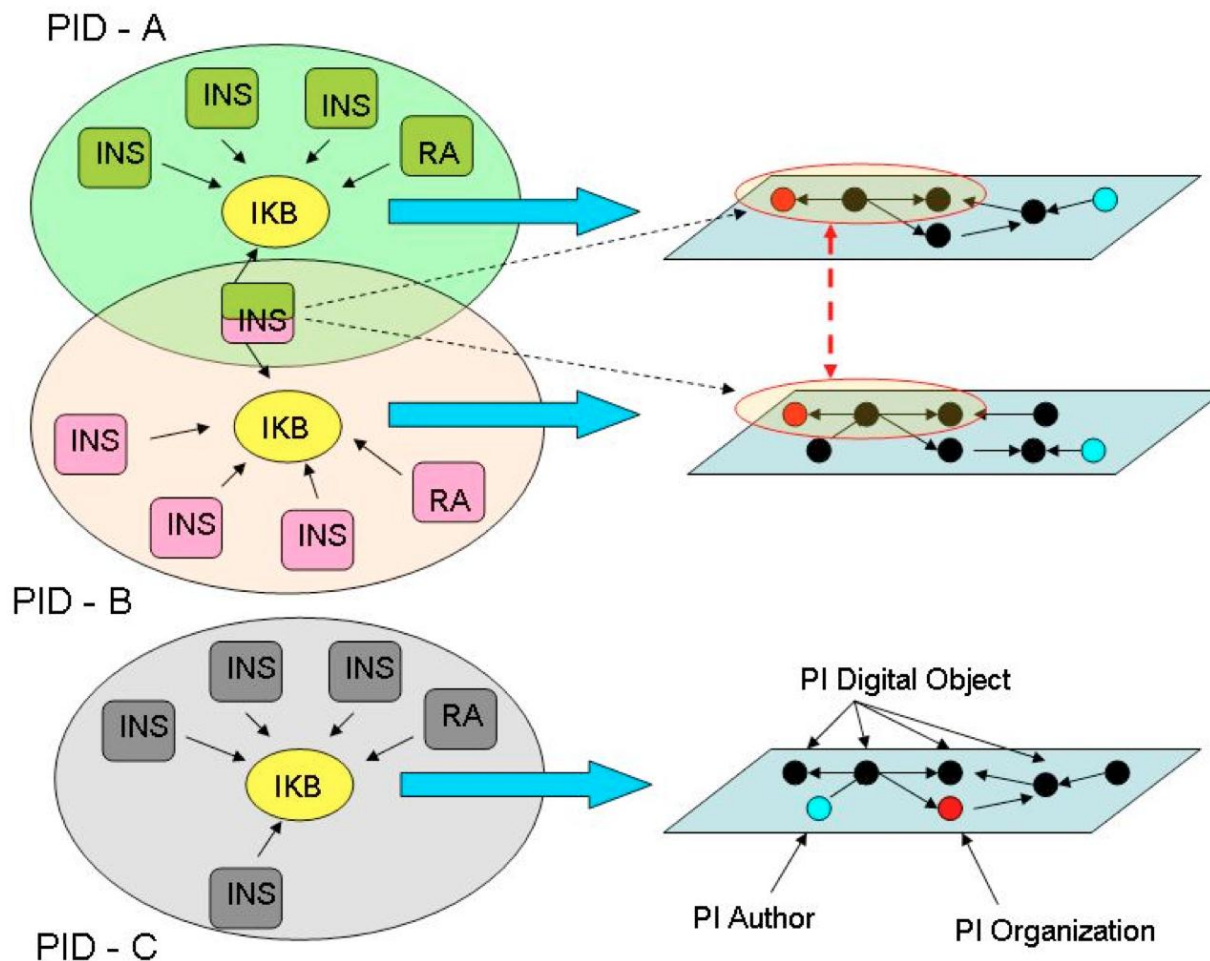 PID - A
INS
INS
INS
RA
IKB
INS
IKB
INS
INS
INS
RA
PID - B
INS
INS
INS
RA
IKB
INS
PID - C
PI Digital Object
PI Author
PI Organization